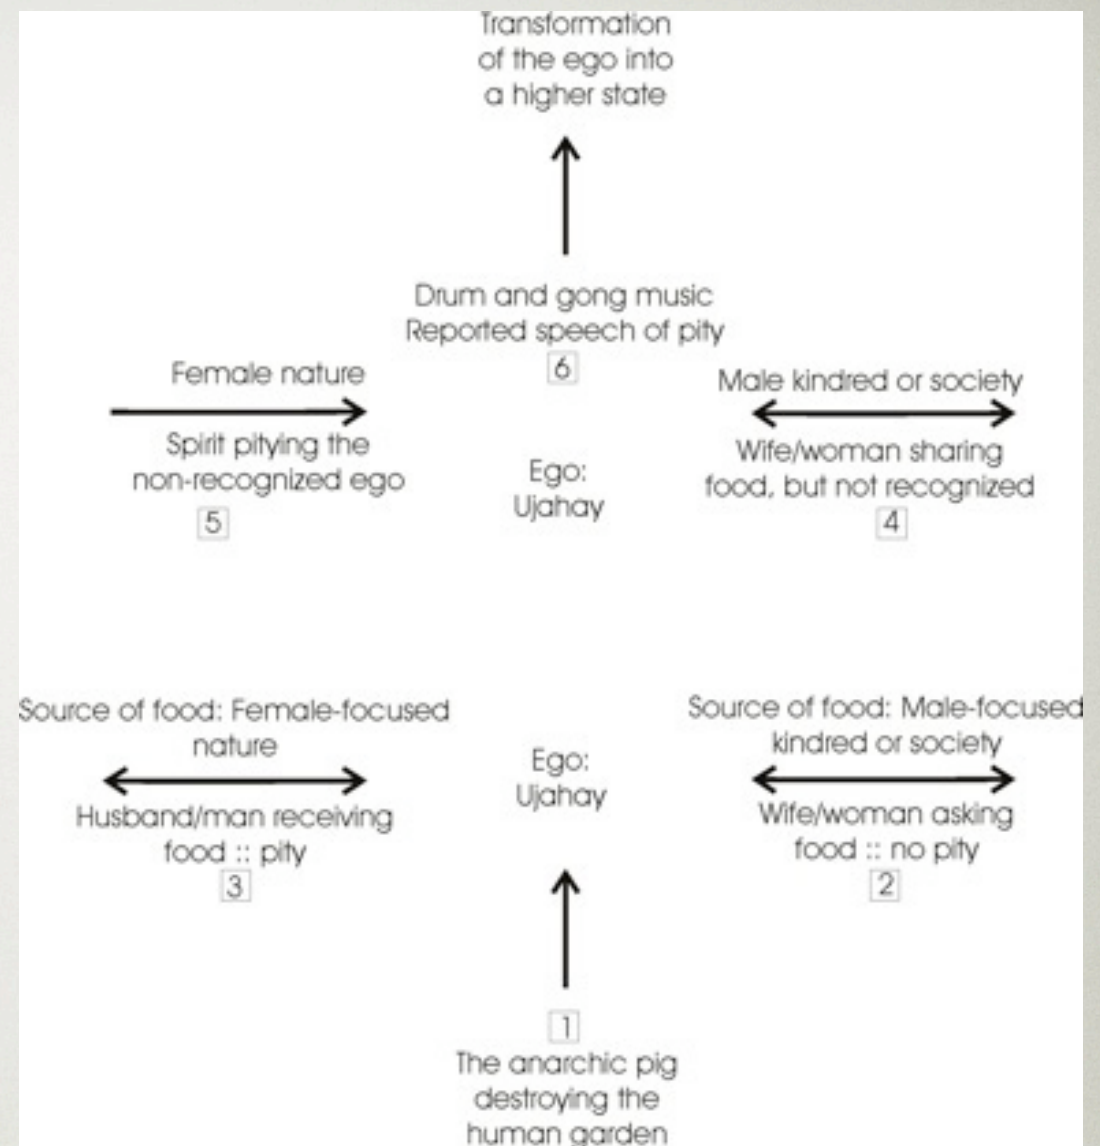 Transformation
of the ego into
a higher state
Drum and gong music
Reported speech of pity
6
Female nature
Spirit pitying the
non-recognized ego
5
Ego:
Ujahay
Male kindred or society
Wife/woman sharing
food, but not recognized
4
Source of food: Female-focused
nature
Husband/man receiving
food :: pity
3
Ego:
Ujahay
Source of food: Male-focused
kindred or society
Wife/woman asking
food :: no pity
2
1
The anarchic pig
destroying the
human garden